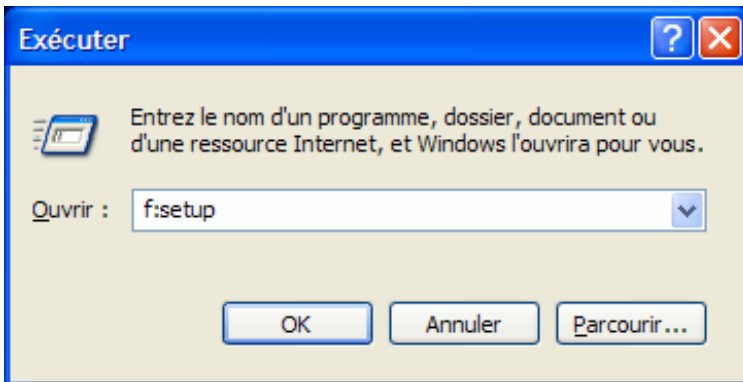 Exécuter
Entrez le nom d'un programme, dossier, document ou
d'une ressource Internet, et Windows l'ouvrira pour vous.
Ouvrir : f:setup
OK Annuler Parcourir...